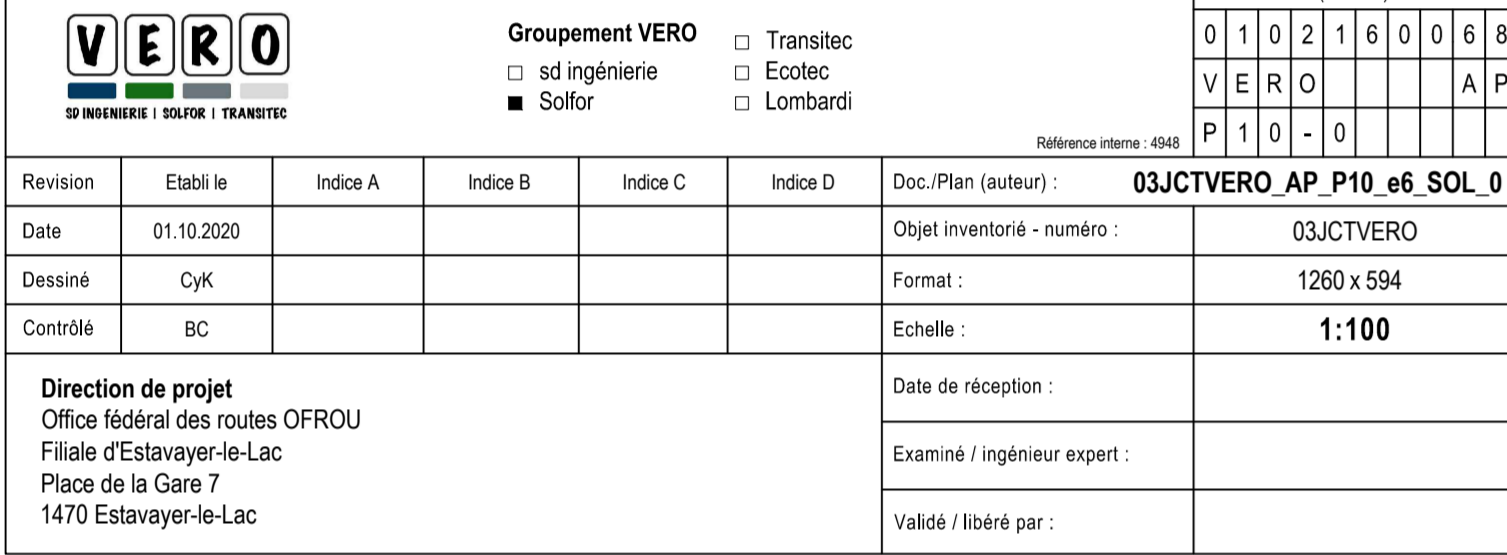 VERO
SD INGENIERIE | SOLFOR | TRANSITEC
Groupement VERO
□ sd ingénierie
■ Solfor
□ Transitec
□ Ecotec
□ Lombardi
Référence interne : 4948
0 1 0 2 1 6 0 0 6 8
V E R O A P
P 1 0 - 0
Revision Etabli le Indice A Indice B Indice C Indice D
Date 01.10.2020
Dessiné CyK
Contrôlé BC
Doc./Plan (auteur) : 03JCTVERO_AP_P10_e6_SOL_0
Objet inventorié - numéro : 03JCTVERO
Format : 1260 x 594
Echelle : 1:100
Direction de projet
Office fédéral des routes OFROU
Filiale d'Estavayer-le-Lac
Place de la Gare 7
1470 Estavayer-le-Lac
Date de réception :
Examiné / ingénieur expert :
Validé / libéré par :